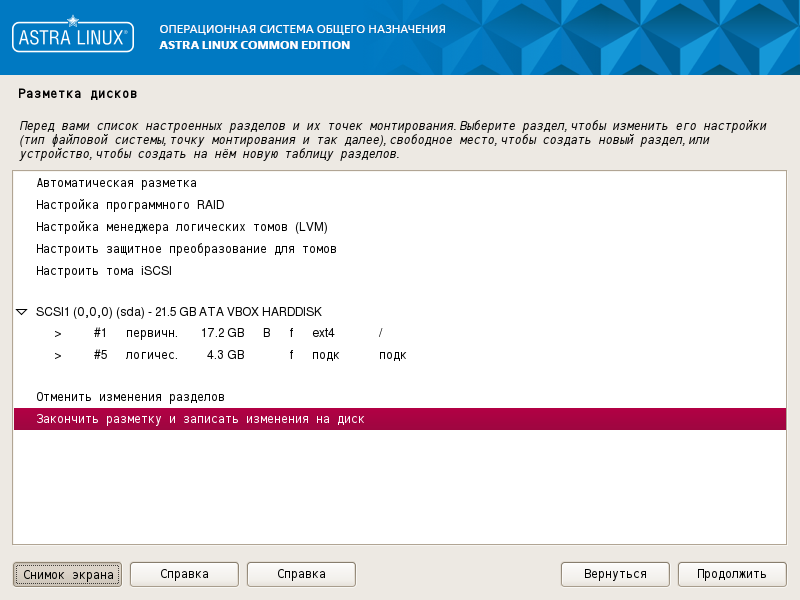 ASTRA LINUX®
ОПЕРАЦИОННАЯ СИСТЕМА ОБЩЕГО НАЗНАЧЕНИЯ
ASTRA LINUX COMMON EDITION
Разметка дисков
Перед вами список настроенных разделов и их точек монтирования. Выберите раздел, чтобы изменить его настройки
(тип файловой системы, точку монтирования и так далее), свободное место, чтобы создать новый раздел, или
устройство, чтобы создать на нём новую таблицу разделов.
Автоматическая разметка
Настройка программного RAID
Настройка менеджера логических томов (LVM)
Настроить защитное преобразование для томов
Настроить тома iSCSI
SCSI1 (0,0,0) (sda) - 21.5 GB ATA VBOX HARDDISK
> #1 первичн. 17.2 GB B f ext4 /
> #5 логичес. 4.3 GB f подк подк
Отменить изменения разделов
Закончить разметку и записать изменения на диск
Снимок экрана Справка Справка Вернуться Продолжить